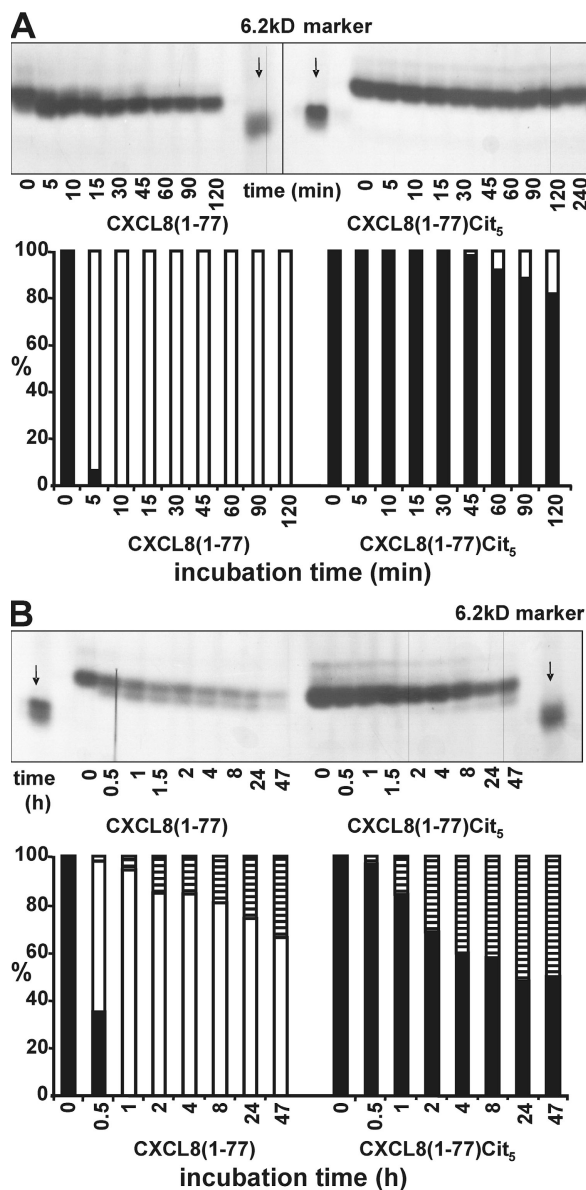 A
6.2kD marker
0 5 10 15 30 45 60 90 120 time (min) 0 5 10 15 30 45 60 90 120 240
CXCL8(1-77) CXCL8(1-77)Cit5
100
80
60
%
40
20
0
0 5 10 15 30 45 60 90 120 0 5 10 15 30 45 60 90 120
CXCL8(1-77) CXCL8(1-77)Cit5
incubation time (min)
B
6.2kD marker
time (h) 0 0.5 1 1.5 2 4 8 24 47 0 0.5 1 1.5 2 4 8 24 47
CXCL8(1-77) CXCL8(1-77)Cit5
100
80
60
%
40
20
0
0 0.5 1 2 4 8 24 47 0 0.5 1 2 4 8 24 47
CXCL8(1-77) CXCL8(1-77)Cit5
incubation time (h)